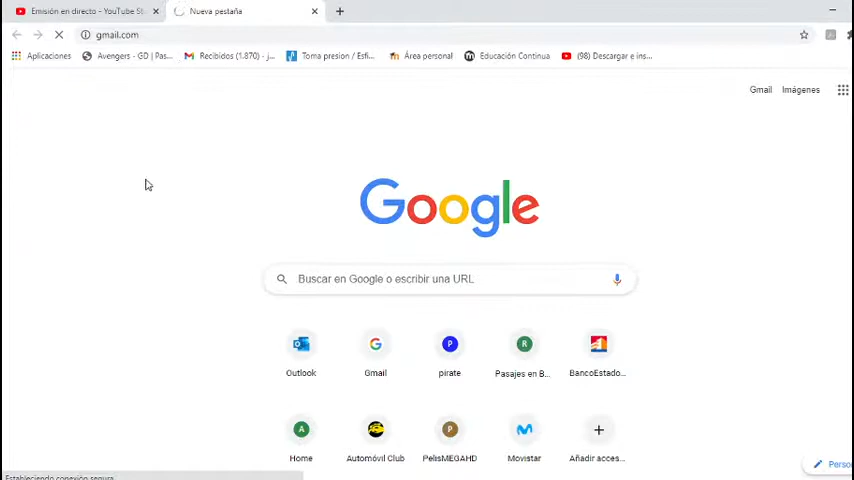 Emisión en directo - YouTube St
Nueva pestaña
gmail.com
Aplicaciones
Avengers - GD | Pas...
Recibidos (1.870) - j...
Toma presion / Esfi...
Área personal
Educación Continua
(98) Descargar e ins...
Gmail
Imágenes
Google
Buscar en Google o escribir una URL
Outlook
Gmail
P
pirate
R
Pasajes en B...
BancoEstado...
A
Home
Automóvil Club
P
PelisMEGAHD
Movistar
Añadir acces...
Perso
Estableciendo conexión segura